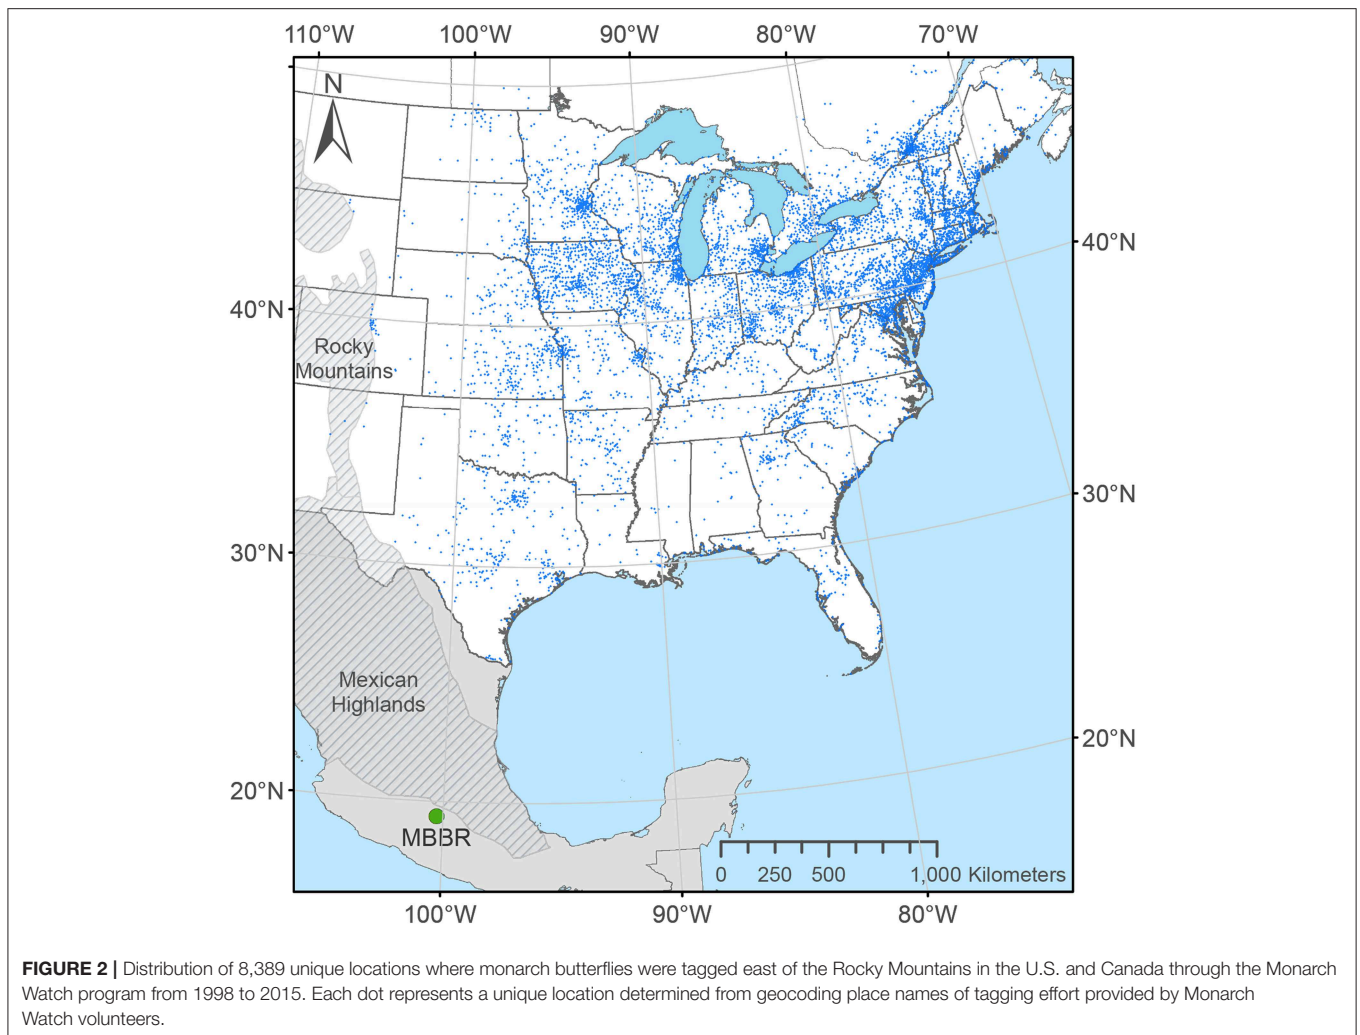 110°W 100°W 90°W 80°W 70°W
N
40°N
40°N
Rocky
Mountains
30°N
30°N
Mexican
Highlands
20°N
20°N
MBBR
0 250 500 1,000 Kilometers
100°W 90°W 80°W
FIGURE 2 | Distribution of 8,389 unique locations where monarch butterflies were tagged east of the Rocky Mountains in the U.S. and Canada through the Monarch
Watch program from 1998 to 2015. Each dot represents a unique location determined from geocoding place names of tagging effort provided by Monarch
Watch volunteers.